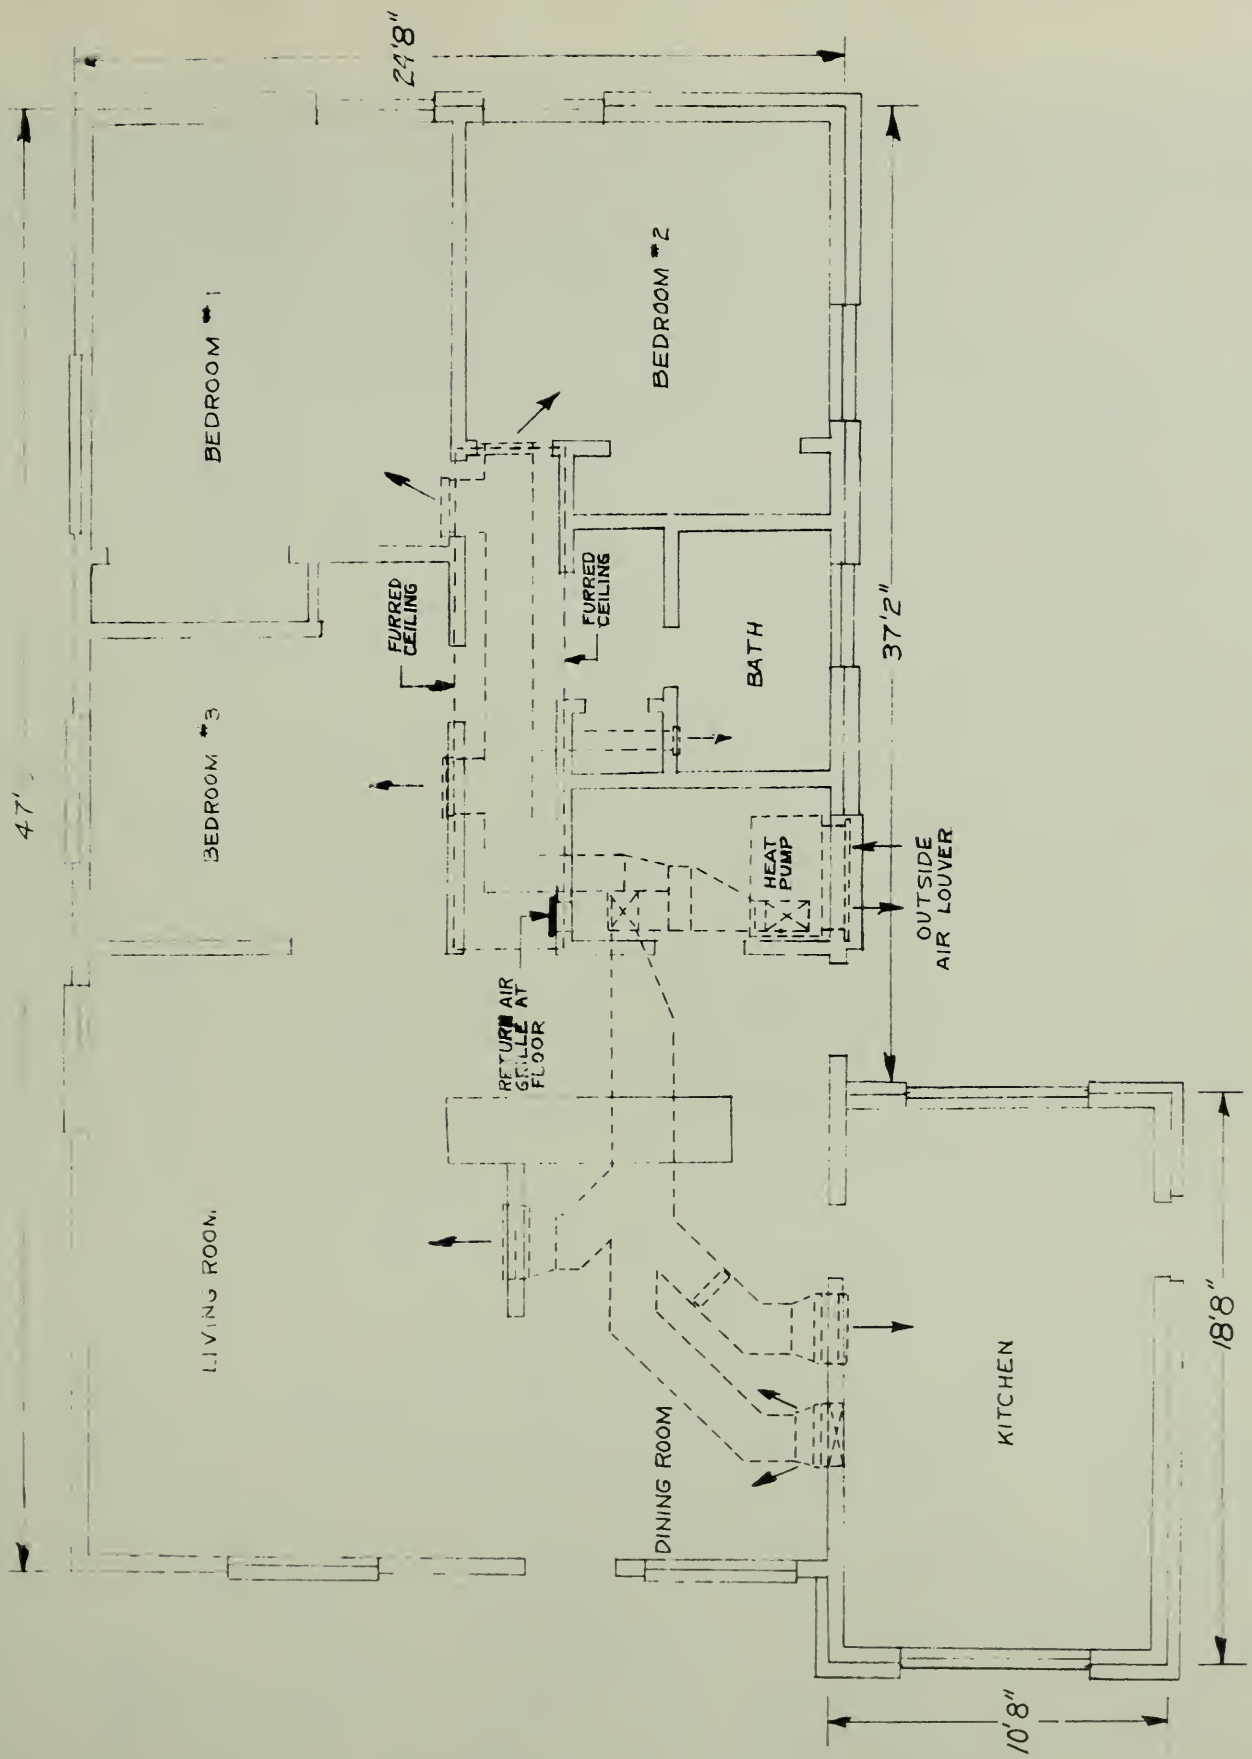 47'
24'8"
BEDROOM #1
BEDROOM #3
LIVING ROOM
FURRED
CEILING
FURRED
CEILING
BEDROOM #2
BATH
RETURN AIR
GRILLE AT
FLOOR
HEAT
PUMP
OUTSIDE
AIR LOUVER
37'2"
DINING ROOM
KITCHEN
18'8"
10'8"